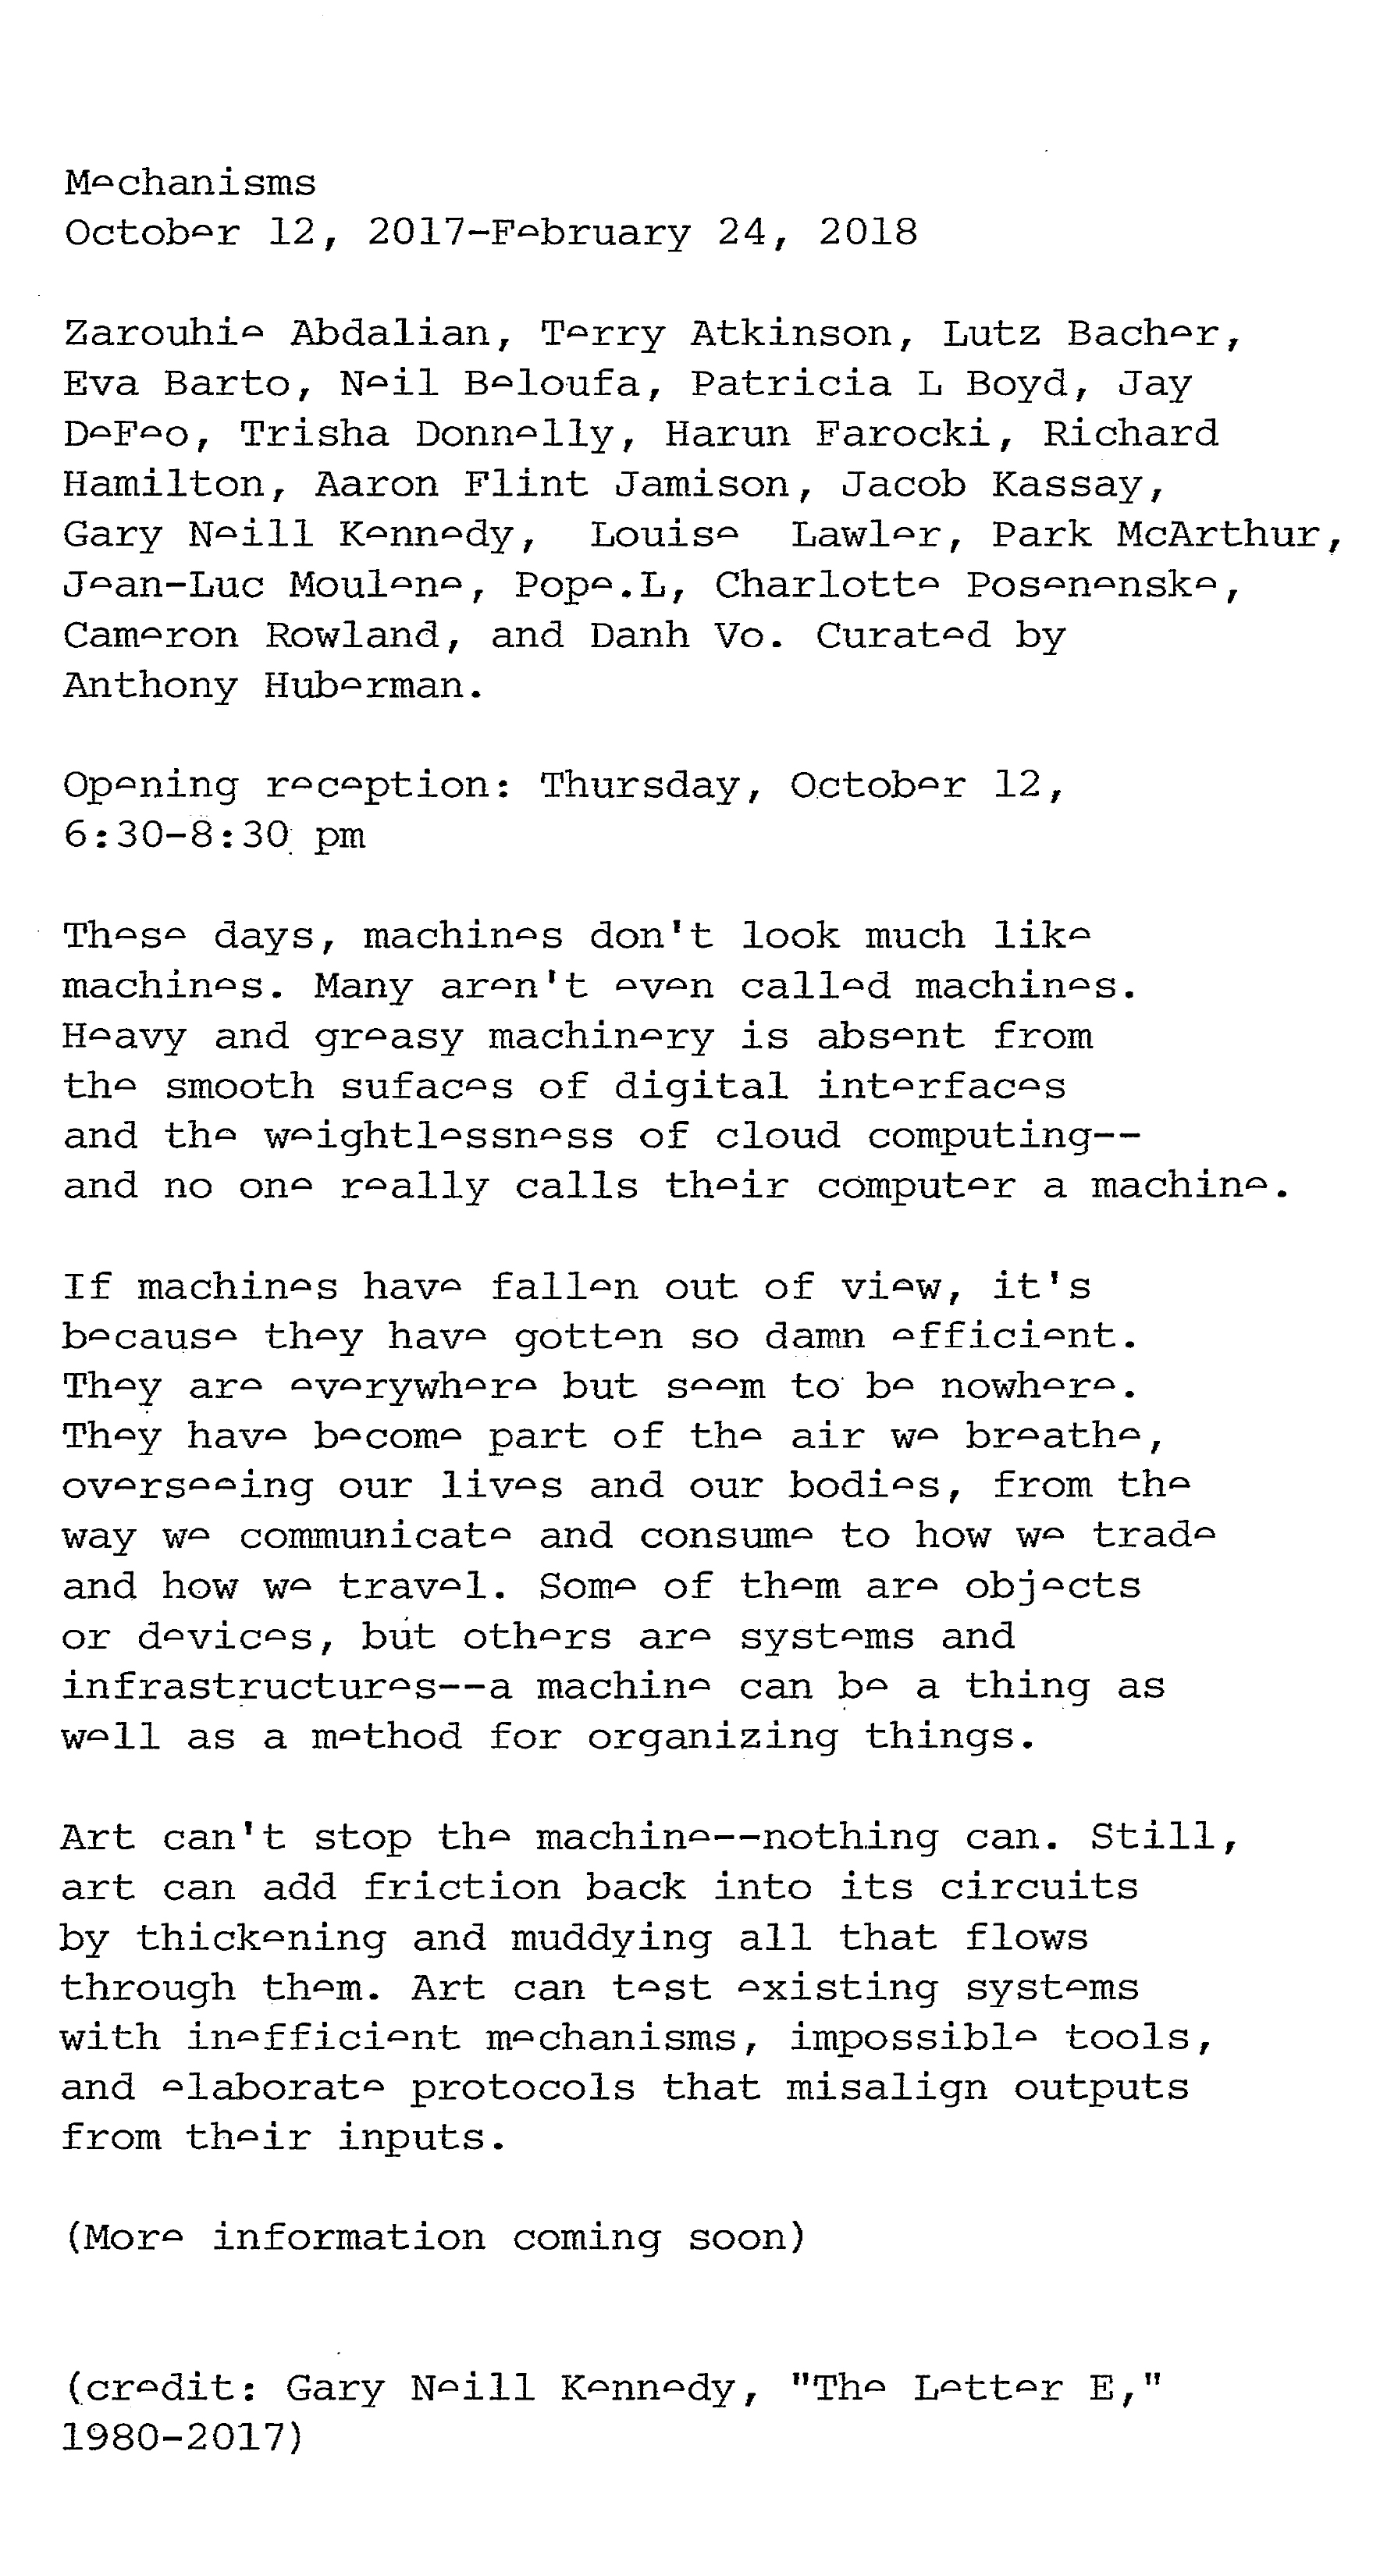 Mechanisms
October 12, 2017-February 24, 2018
Zarouhie Abdalian, Terry Atkinson, Lutz Bacher,
Eva Barto, Neil Beloufa, Patricia L Boyd, Jay
DeFeo, Trisha Donnelly, Harun Farocki, Richard
Hamilton, Aaron Flint Jamison, Jacob Kassay,
Gary Neill Kennedy, Louise Lawler, Park McArthur,
Jean-Luc Moulene, Pope.L, Charlotte Posenenske,
Cameron Rowland, and Danh Vo. Curated by
Anthony Huberman.
Opening reception: Thursday, October 12,
6:30-8:30 pm
These days, machines don't look much like
machines. Many aren't even called machines.
Heavy and greasy machinery is absent from
the smooth sufaces of digital interfaces
and the weightlessness of cloud computing--
and no one really calls their computer a machine.
If machines have fallen out of view, it's
because they have gotten so damn efficient.
They are everywhere but seem to be nowhere.
They have become part of the air we breathe,
overseeing our lives and our bodies, from the
way we communicate and consume to how we trade
and how we travel. Some of them are objects
or devices, but others are systems and
infrastructures--a machine can be a thing as
well as a method for organizing things.
Art can't stop the machine--nothing can. Still,
art can add friction back into its circuits
by thickening and muddying all that flows
through them. Art can test existing systems
with inefficient mechanisms, impossible tools,
and elaborate protocols that misalign outputs
from their inputs.
(More information coming soon)
(credit: Gary Neill Kennedy, "The Letter E,"
1980-2017)